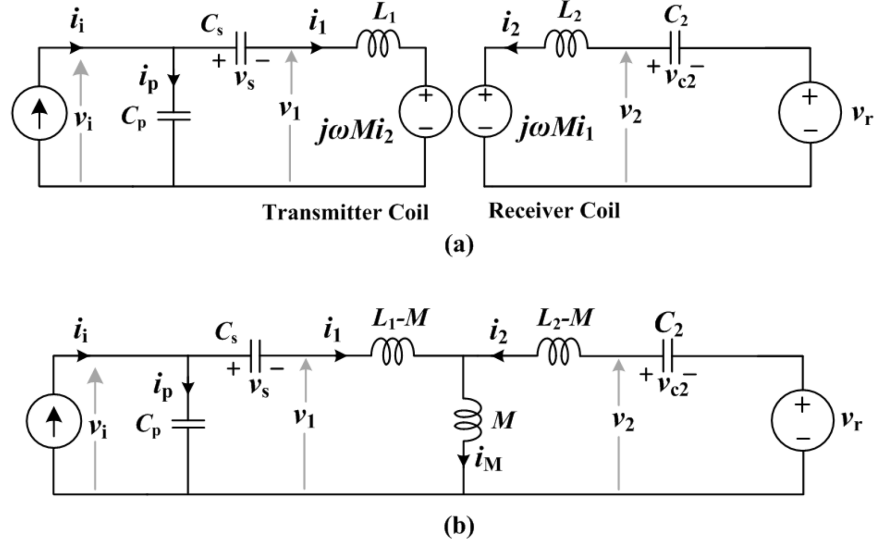 i_i C_s i_1 L_1 i_2 L_2 C_2
+ v_s − + v_c2 −
i_p
v_i C_p v_1 + − jωMi_2 + − jωMi_1 v_2 + − v_r
Transmitter Coil Receiver Coil
(a)
i_i C_s i_1 L_1-M i_2 L_2-M C_2
+ v_s − + v_c2 −
i_p
v_i C_p v_1 M v_2 + − v_r
i_M
(b)